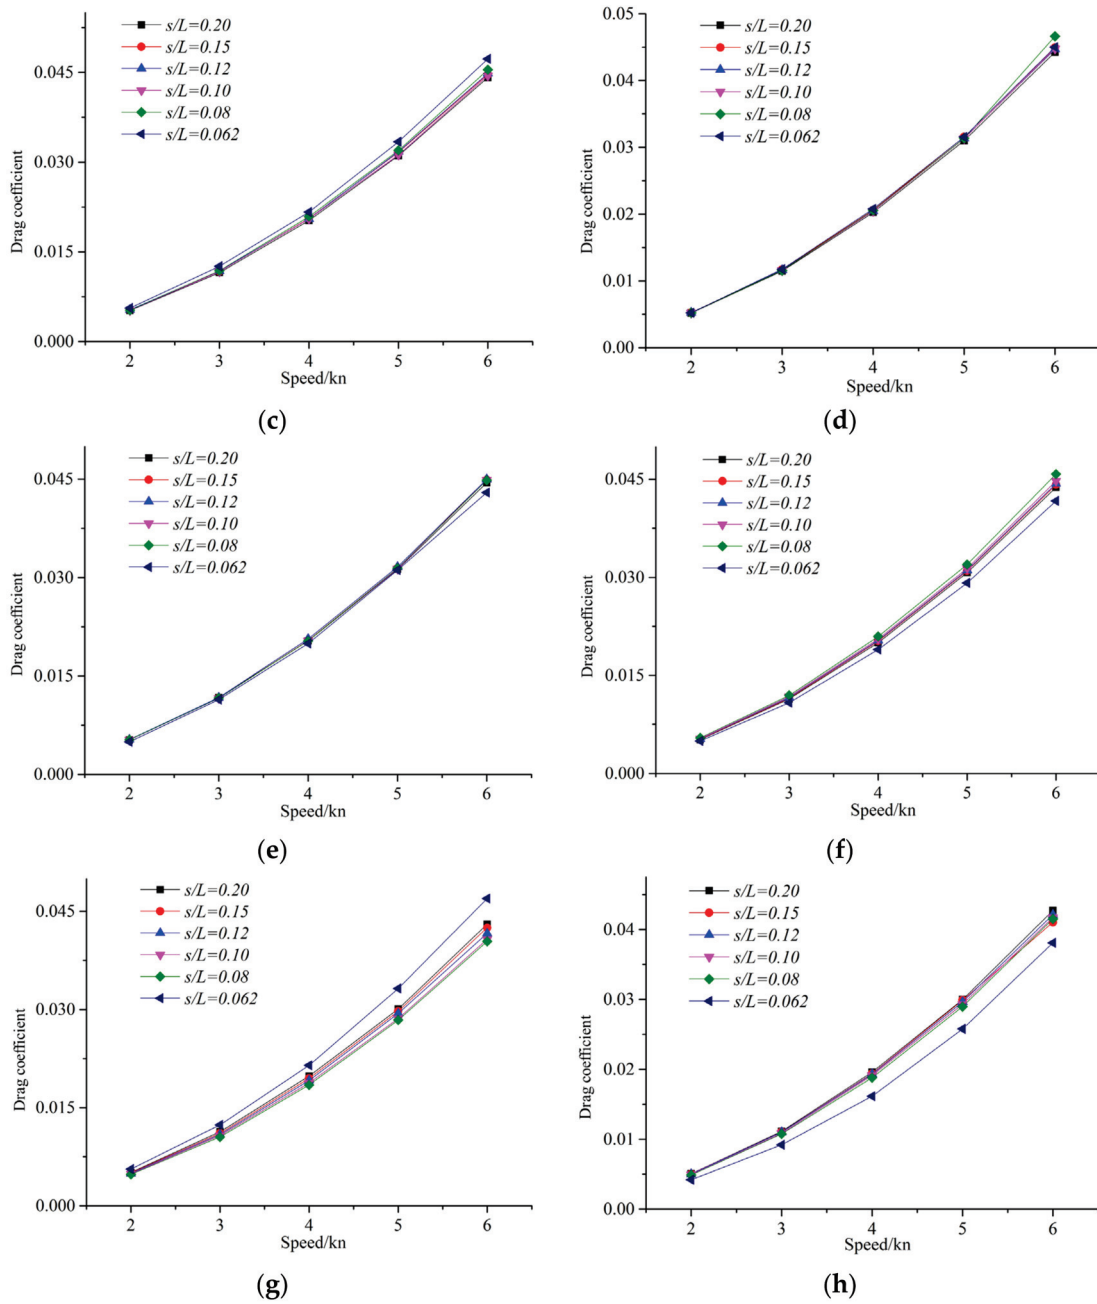 s/L=0.20
s/L=0.15
s/L=0.12
s/L=0.10
s/L=0.08
s/L=0.062
0.045
0.030
0.015
0.000
Drag coefficient
2 3 4 5 6
Speed/kn
(c)
s/L=0.20
s/L=0.15
s/L=0.12
s/L=0.10
s/L=0.08
s/L=0.062
0.05
0.04
0.03
0.02
0.01
0.00
Drag coefficient
2 3 4 5 6
Speed/kn
(d)
s/L=0.20
s/L=0.15
s/L=0.12
s/L=0.10
s/L=0.08
s/L=0.062
0.045
0.030
0.015
0.000
Drag coefficient
2 3 4 5 6
Speed/kn
(e)
s/L=0.20
s/L=0.15
s/L=0.12
s/L=0.10
s/L=0.08
s/L=0.062
0.045
0.030
0.015
0.000
Drag coefficient
2 3 4 5 6
Speed/kn
(f)
s/L=0.20
s/L=0.15
s/L=0.12
s/L=0.10
s/L=0.08
s/L=0.062
0.045
0.030
0.015
0.000
Drag coefficient
2 3 4 5 6
Speed/kn
(g)
s/L=0.20
s/L=0.15
s/L=0.12
s/L=0.10
s/L=0.08
s/L=0.062
0.04
0.03
0.02
0.01
0.00
Drag coefficient
2 3 4 5 6
Speed/kn
(h)